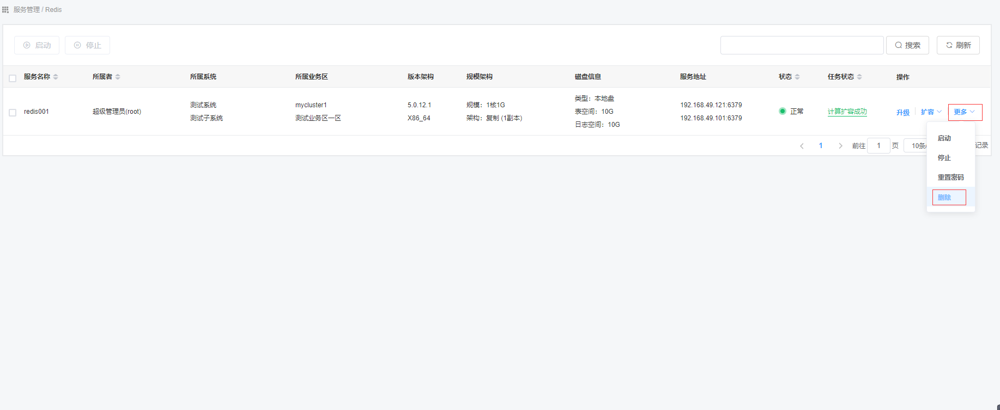 服务管理 / Redis
启动 停止 搜索 刷新
服务名称 所属者 所属系统 所属业务区 版本架构 规模架构 磁盘信息 服务地址 状态 任务状态 操作
redis001 超级管理员(root) 测试系统 mycluster1 5.0.12.1 规模：1核1G 类型：本地盘 192.168.49.121:6379 正常 计算扩容成功 升级 扩容 更多
测试子系统 测试业务区一区 X86_64 架构：复制 (1副本) 表空间：10G 192.168.49.101:6379
日志空间：10G
1 前往 1 页 10条/ 记录
启动
停止
重置密码
删除